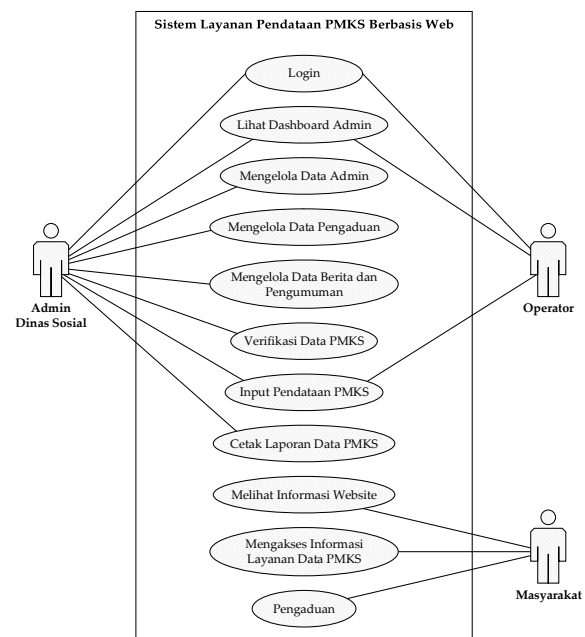 Sistem Layanan Pendataan PMKS Berbasis Web
Login
Lihat Dashboard Admin
Mengelola Data Admin
Mengelola Data Pengaduan
Mengelola Data Berita dan
Pengumuman
Admin
Dinas Sosial
Operator
Verifikasi Data PMKS
Input Pendataan PMKS
Cetak Laporan Data PMKS
Melihat Informasi Website
Mengakses Informasi
Layanan Data PMKS
Masyarakat
Pengaduan